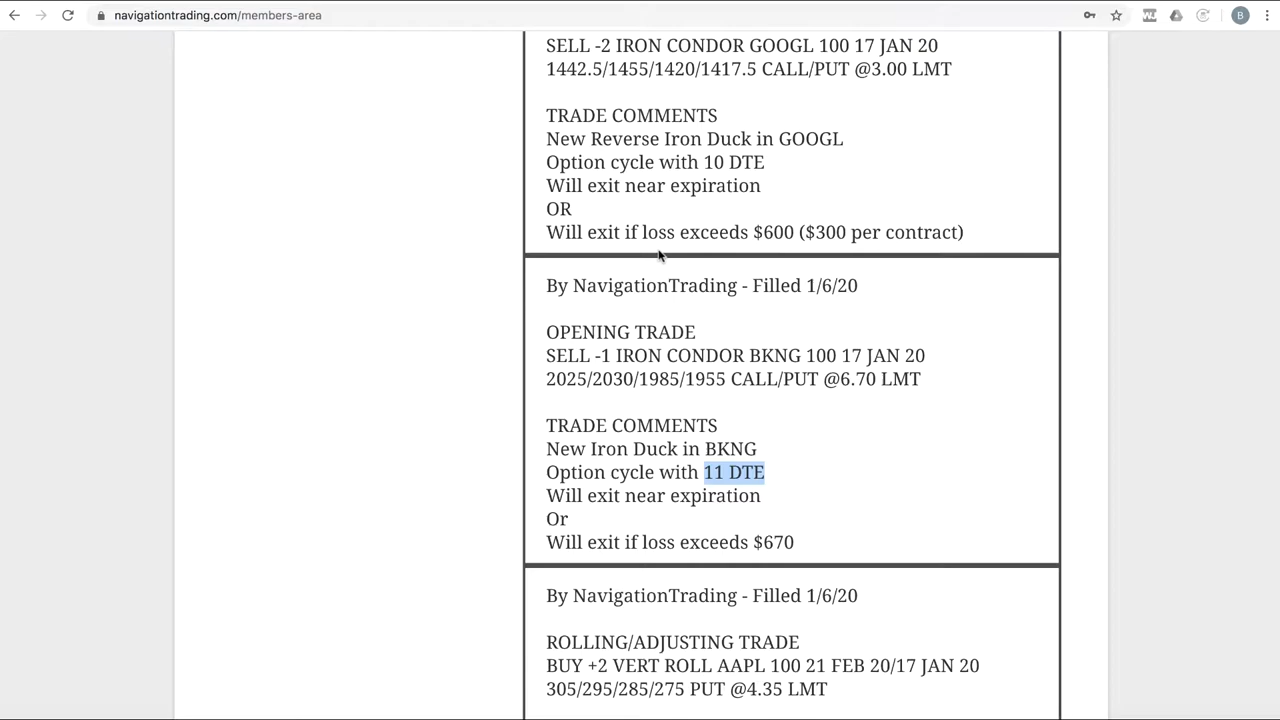 navigationtrading.com/members-area
B
SELL -2 IRON CONDOR GOOGL 100 17 JAN 20
1442.5/1455/1420/1417.5 CALL/PUT @3.00 LMT
TRADE COMMENTS
New Reverse Iron Duck in GOOGL
Option cycle with 10 DTE
Will exit near expiration
OR
Will exit if loss exceeds $600 ($300 per contract)
By NavigationTrading - Filled 1/6/20
OPENING TRADE
SELL -1 IRON CONDOR BKNG 100 17 JAN 20
2025/2030/1985/1955 CALL/PUT @6.70 LMT
TRADE COMMENTS
New Iron Duck in BKNG
Option cycle with 11 DTE
Will exit near expiration
Or
Will exit if loss exceeds $670
By NavigationTrading - Filled 1/6/20
ROLLING/ADJUSTING TRADE
BUY +2 VERT ROLL AAPL 100 21 FEB 20/17 JAN 20
305/295/285/275 PUT @4.35 LMT